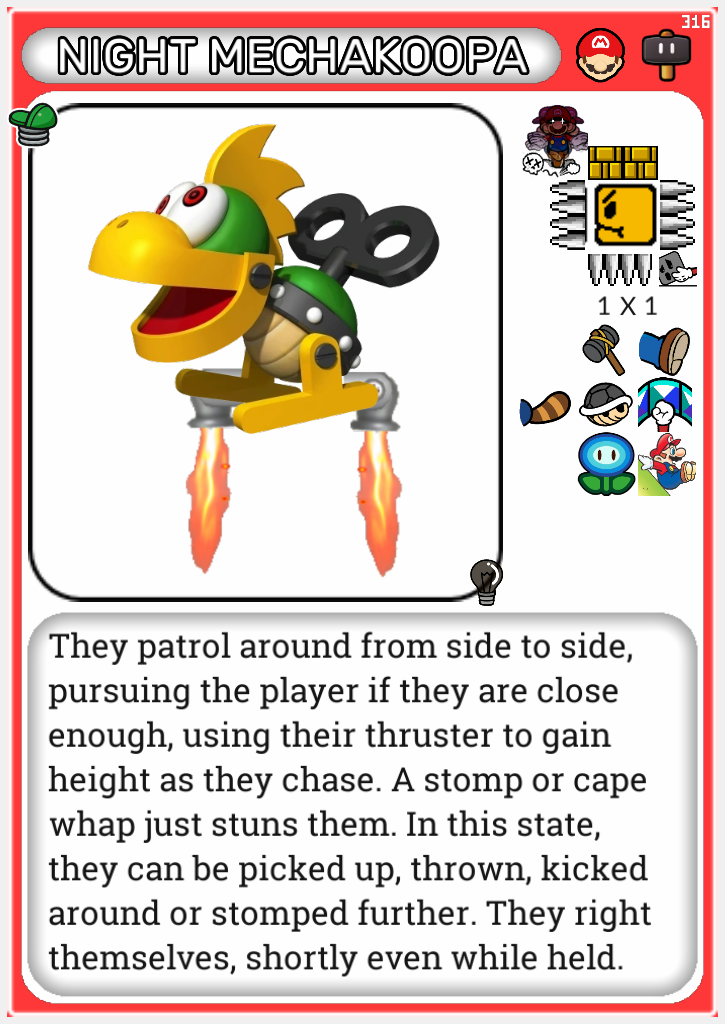 316
NIGHT MECHAKOOPA
1 X 1
They patrol around from side to side,
pursuing the player if they are close
enough, using their thruster to gain
height as they chase. A stomp or cape
whap just stuns them. In this state,
they can be picked up, thrown, kicked
around or stomped further. They right
themselves, shortly even while held.